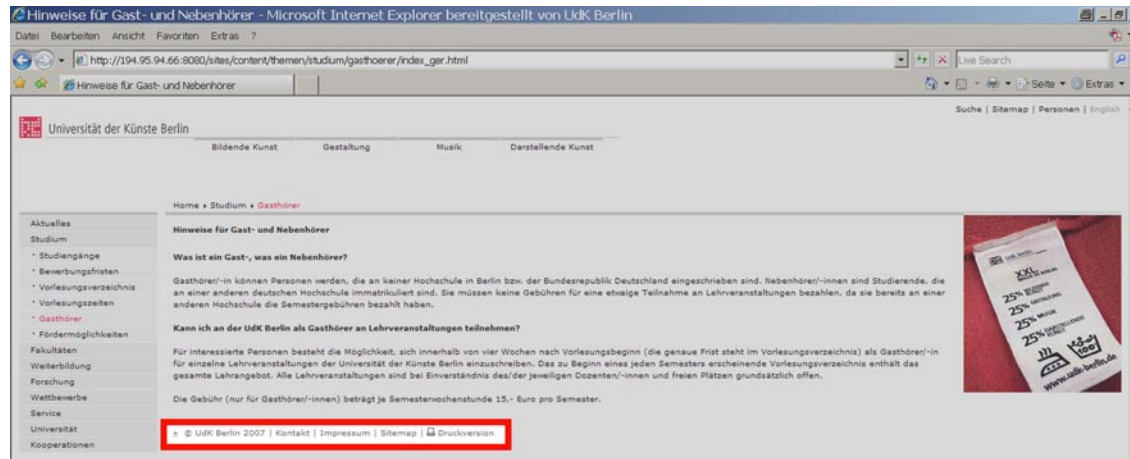 Hinweise für Gast- und Nebenhörer - Microsoft Internet Explorer bereitgestellt von UdK Berlin
Datei Bearbeiten Ansicht Favoriten Extras ?
http://194.95.94.66:8080/sites/content/themen/studium/gasthoerer/index_ger.html
Live Search
Hinweise für Gast- und Nebenhörer
Seite
Extras
Suche | Sitemap | Personen | English
Universität der Künste Berlin
Bildende Kunst Gestaltung Musik Darstellende Kunst
Home Studium Gasthörer
Aktuelles
Studium
Studiengänge
Bewerbungsfristen
Vorlesungsverzeichnis
Vorlesungszeiten
Gasthörer
Fördermöglichkeiten
Fakultäten
Weiterbildung
Forschung
Wettbewerbe
Service
Universität
Kooperationen
Hinweise für Gast- und Nebenhörer
Was ist ein Gast-, was ein Nebenhörer?
Gasthörer/-in können Personen werden, die an keiner Hochschule in Berlin bzw. der Bundesrepublik Deutschland eingeschrieben sind. Nebenhörer/-innen sind Studierende, die
an einer anderen deutschen Hochschule immatrikuliert sind. Sie müssen keine Gebühren für eine etwaige Teilnahme an Lehrveranstaltungen bezahlen, da sie bereits an einer
anderen Hochschule die Semestergebühren bezahlt haben.
Kann ich an der UdK Berlin als Gasthörer an Lehrveranstaltungen teilnehmen?
Für interessierte Personen besteht die Möglichkeit, sich innerhalb von vier Wochen nach Vorlesungsbeginn (die genaue Frist steht im Vorlesungsverzeichnis) als Gasthörer/-in
für einzelne Lehrveranstaltungen der Universität der Künste Berlin einzuschreiben. Das zu Beginn eines jeden Semesters erscheinende Vorlesungsverzeichnis enthält das
gesamte Lehrangebot. Alle Lehrveranstaltungen sind bei Einverständnis des/der jeweiligen Dozenten/-innen und freien Plätzen grundsätzlich offen.
Die Gebühr (nur für Gasthörer/-innen) beträgt je Semesterwochenstunde 15,- Euro pro Semester.
© UdK Berlin 2007 | Kontakt | Impressum | Sitemap | Druckversion
XXL
25% BILDENDE KUNST
25% GESTALTUNG
25% MUSIK
25% DARSTELLENDE KUNST
www.udk-berlin.de